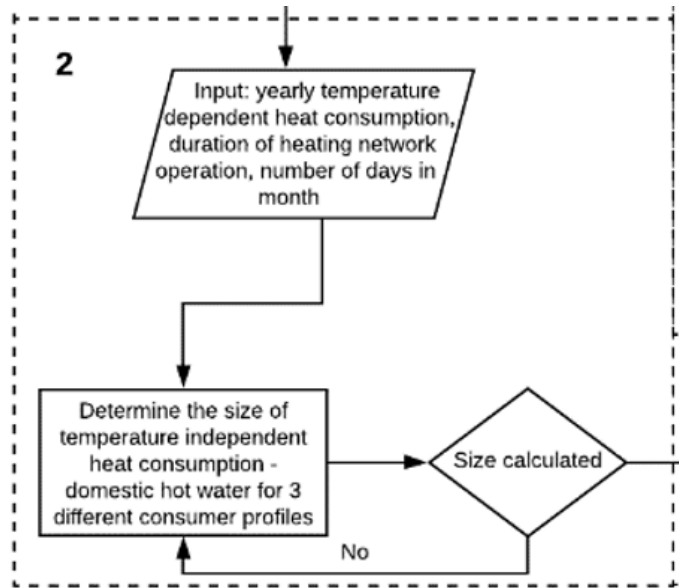 2
Input: yearly temperature
dependent heat consumption,
duration of heating network
operation, number of days in
month
Determine the size of
temperature independent
heat consumption -
domestic hot water for 3
different consumer profiles
Size calculated
No